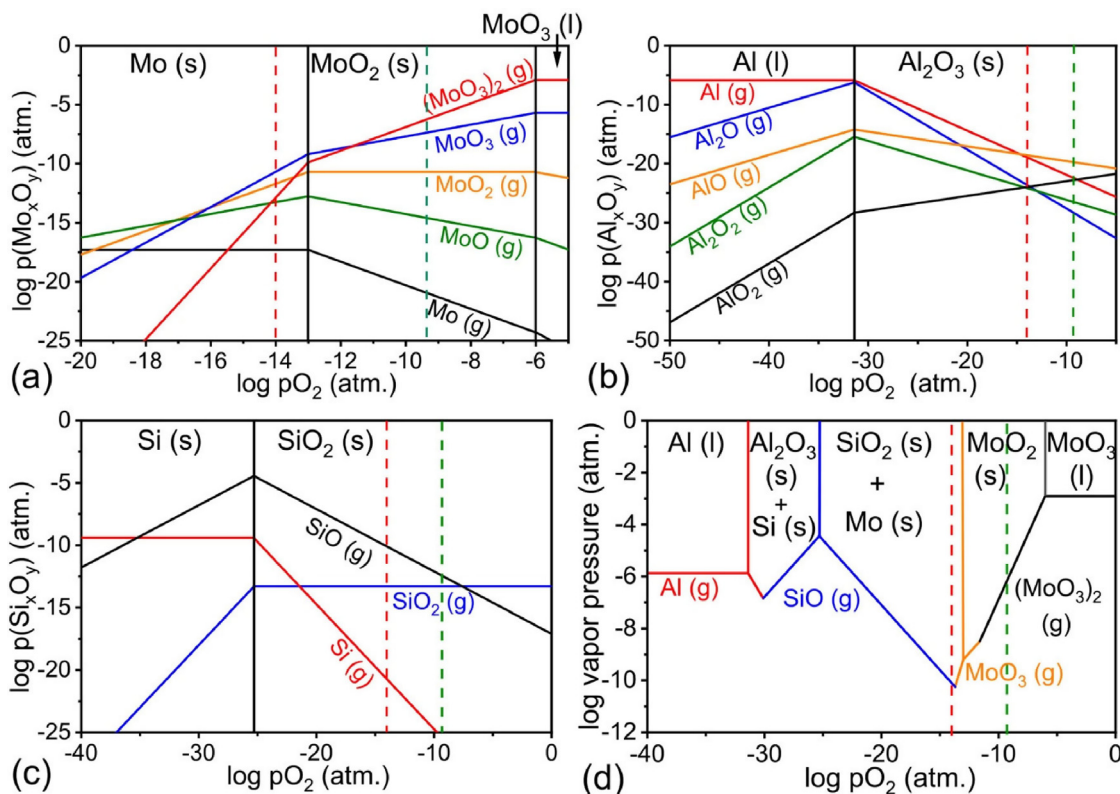 MoO3 (l)
0
-5
-10
-15
-20
-25
log p(MoxOy) (atm.)
Mo (s)
MoO2 (s)
(MoO3)2 (g)
MoO3 (g)
MoO2 (g)
MoO (g)
Mo (g)
-20 -18 -16 -14 -12 -10 -8 -6
(a)
log pO2 (atm.)
0
-10
-20
-30
-40
-50
log p(AlxOy) (atm.)
Al (l)
Al2O3 (s)
Al (g)
Al2O (g)
AlO (g)
Al2O2 (g)
AlO2 (g)
-50 -40 -30 -20 -10
(b)
log pO2 (atm.)
0
-5
-10
-15
-20
-25
log p(SixOy) (atm.)
Si (s)
SiO2 (s)
SiO (g)
SiO2 (g)
Si (g)
-40 -30 -20 -10 0
(c)
log pO2 (atm.)
0
-2
-4
-6
-8
-10
-12
log vapor pressure (atm.)
Al (l)
Al2O3
(s)
+
Si (s)
SiO2 (s)
+
Mo (s)
MoO2
(s)
MoO3
(l)
Al (g)
SiO (g)
(MoO3)2
(g)
MoO3 (g)
-40 -30 -20 -10 0
(d)
log pO2 (atm.)